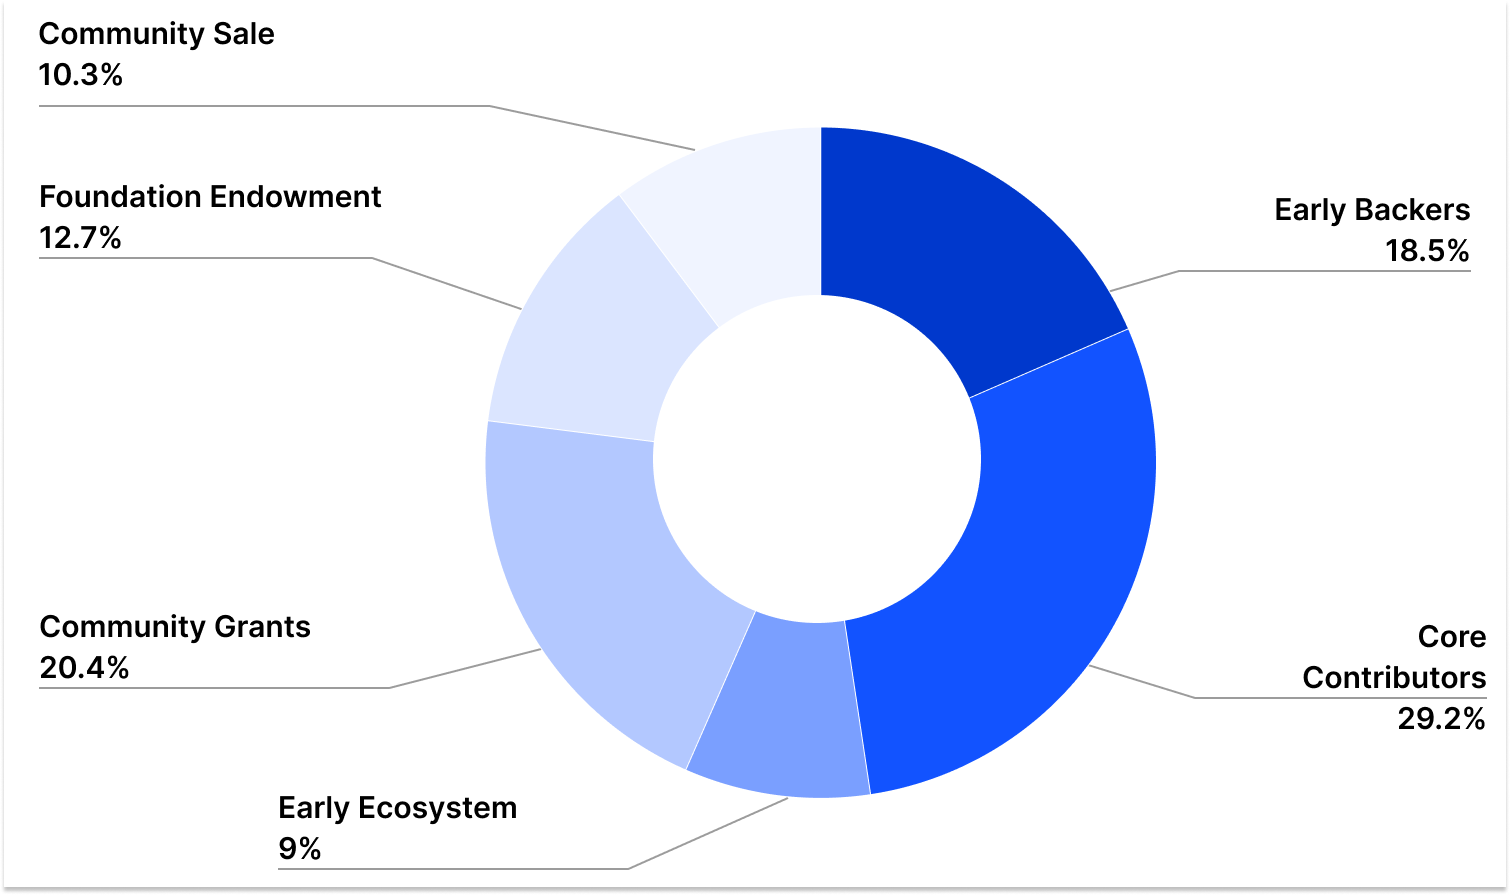 Community Sale
10.3%
Foundation Endowment
12.7%
Early Backers
18.5%
Community Grants
20.4%
Core
Contributors
29.2%
Early Ecosystem
9%